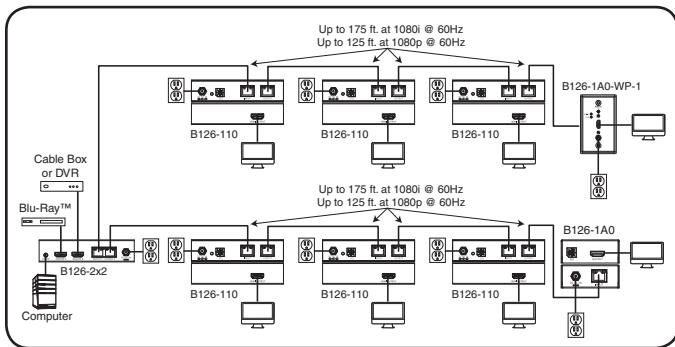 Up to 175 ft. at 1080i @ 60Hz
Up to 125 ft. at 1080p @ 60Hz
B126-1A0-WP-1
B126-110
B126-110
B126-110
Cable Box
or DVR
Blu-Ray™
Up to 175 ft. at 1080i @ 60Hz
Up to 125 ft. at 1080p @ 60Hz
B126-1A0
B126-2x2
B126-110
B126-110
B126-110
Computer